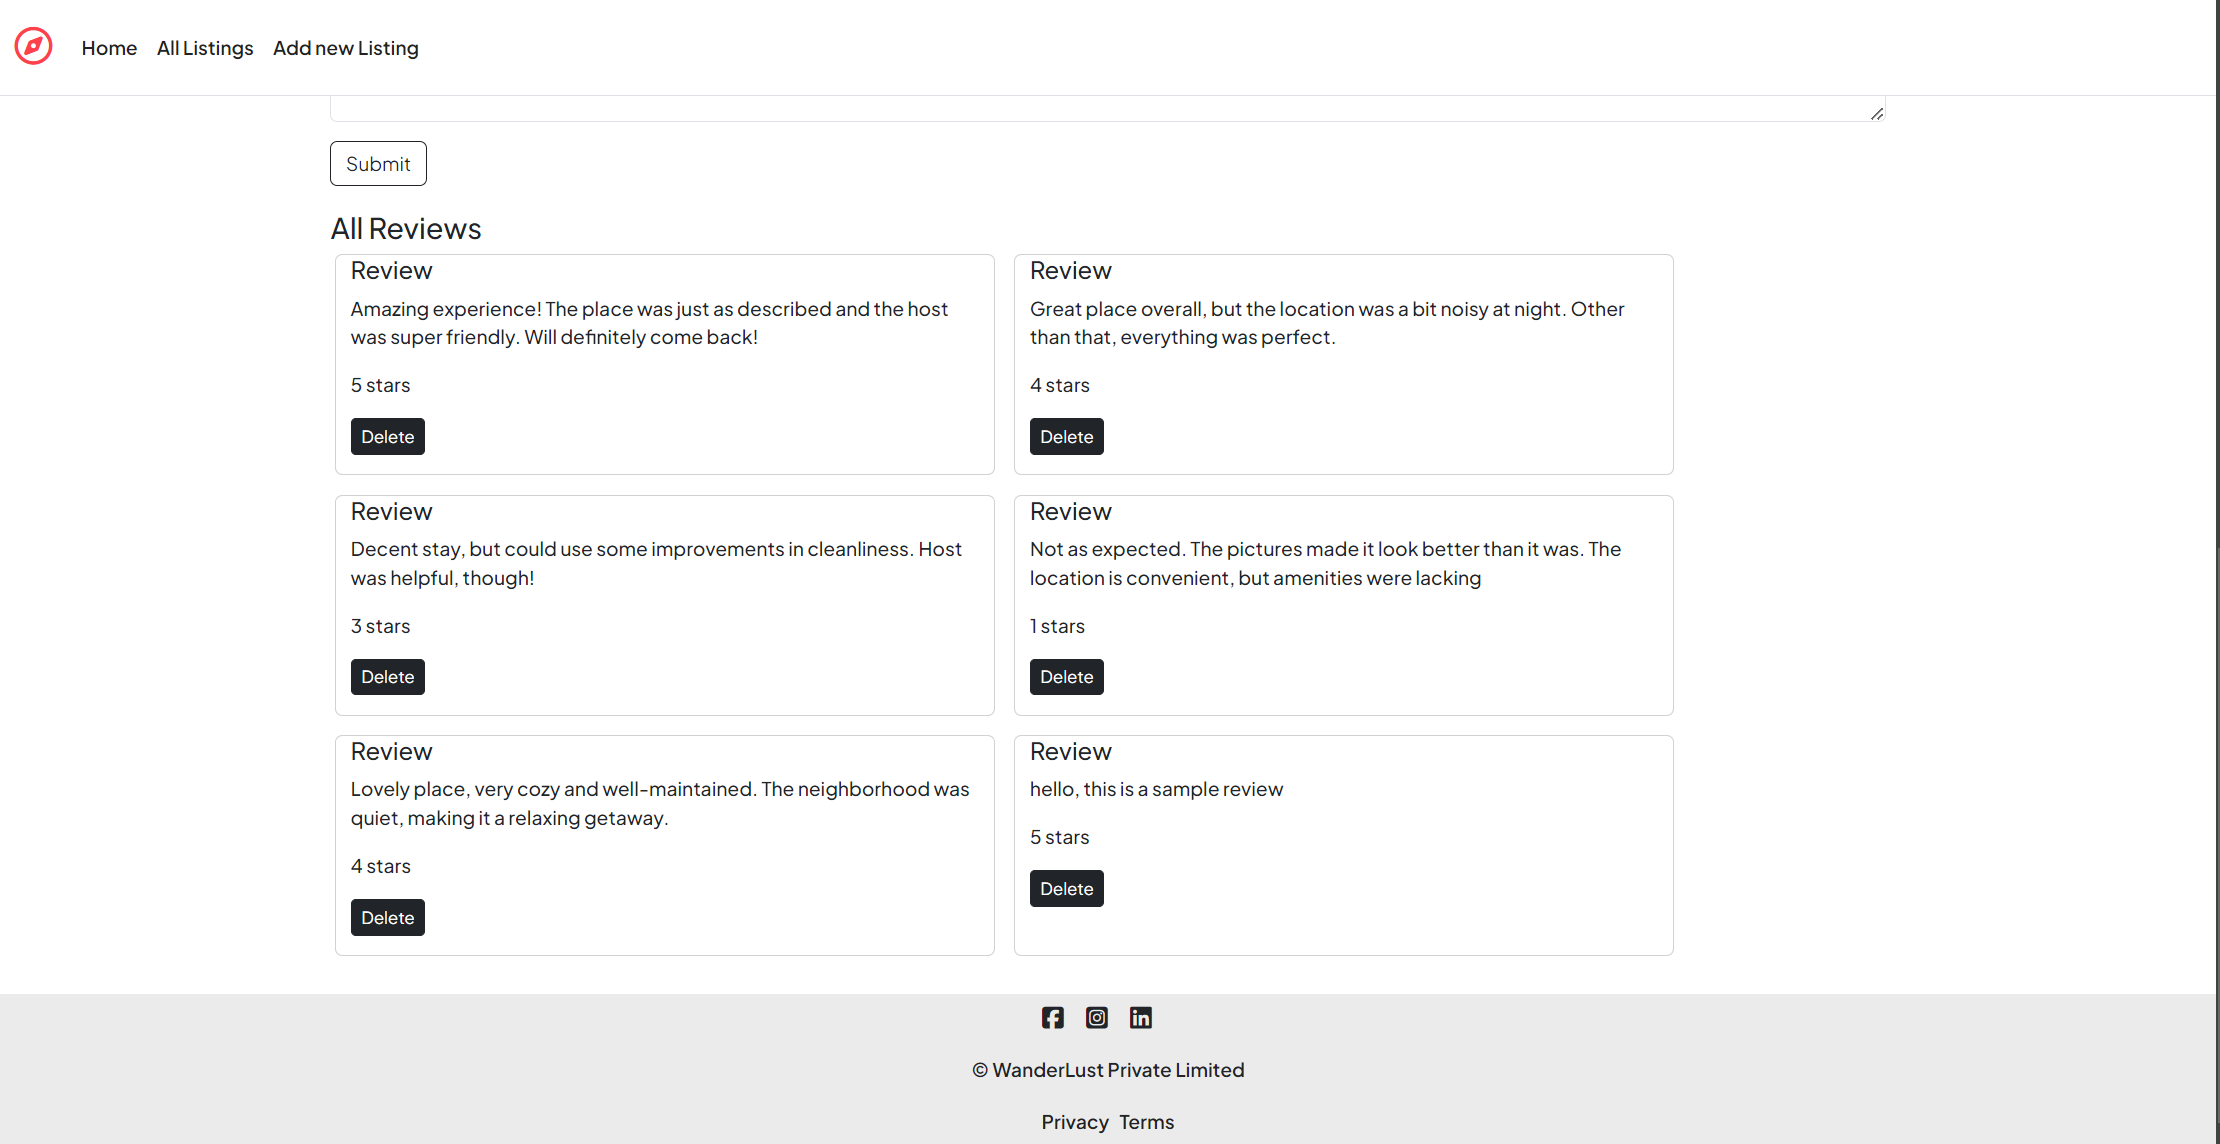 Home All Listings Add new Listing
Submit
All Reviews
Review
Amazing experience! The place was just as described and the host
was super friendly. Will definitely come back!
5 stars
Delete
Review
Great place overall, but the location was a bit noisy at night. Other
than that, everything was perfect.
4 stars
Delete
Review
Decent stay, but could use some improvements in cleanliness. Host
was helpful, though!
3 stars
Delete
Review
Not as expected. The pictures made it look better than it was. The
location is convenient, but amenities were lacking
1 stars
Delete
Review
Lovely place, very cozy and well-maintained. The neighborhood was
quiet, making it a relaxing getaway.
4 stars
Delete
Review
hello, this is a sample review
5 stars
Delete
© WanderLust Private Limited
Privacy Terms